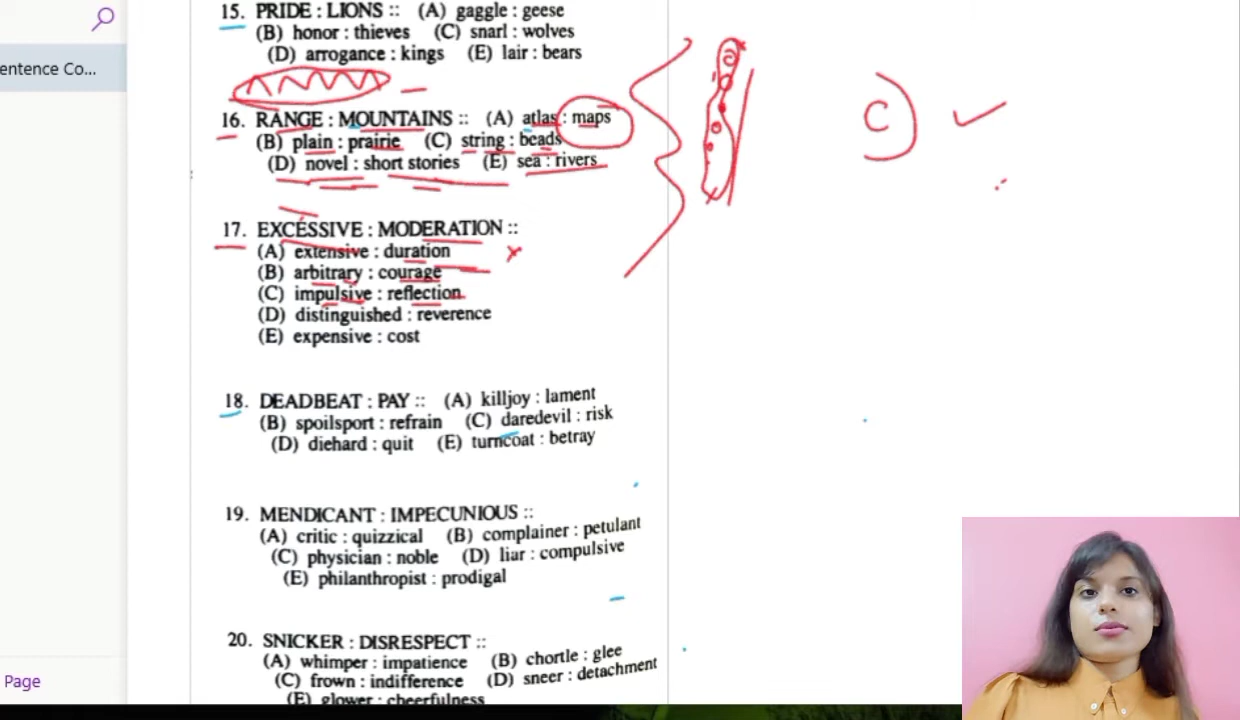 entence Co...
Page
15. PRIDE : LIONS :: (A) gaggle : geese
(B) honor : thieves (C) snarl : wolves
(D) arrogance : kings (E) lair : bears
16. RANGE : MOUNTAINS :: (A) atlas : maps
(B) plain : prairie (C) string : beads
(D) novel : short stories (E) sea : rivers
17. EXCESSIVE : MODERATION ::
(A) extensive : duration
(B) arbitrary : courage
(C) impulsive : reflection
(D) distinguished : reverence
(E) expensive : cost
18. DEADBEAT : PAY :: (A) killjoy : lament
(B) spoilsport : refrain (C) daredevil : risk
(D) diehard : quit (E) turncoat : betray
19. MENDICANT : IMPECUNIOUS ::
(A) critic : quizzical (B) complainer : petulant
(C) physician : noble (D) liar : compulsive
(E) philanthropist : prodigal
20. SNICKER : DISRESPECT ::
(A) whimper : impatience (B) chortle : glee
(C) frown : indifference (D) sneer : detachment
(E) glower : cheerfulness
C)